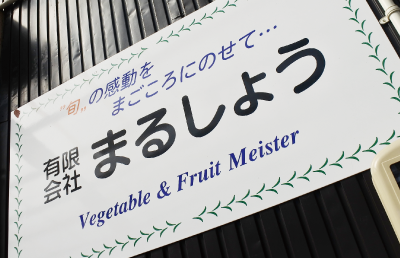 "旬"の感動を
まごころにのせて…
有限会社 まるしょう
Vegetable & Fruit Meister